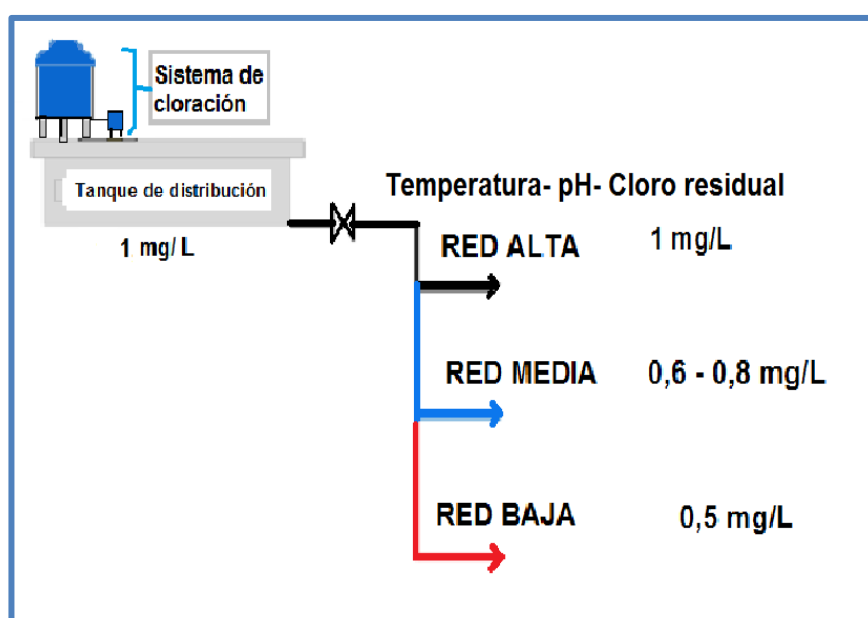 Sistema de
cloración
Tanque de distribución
1 mg/ L
Temperatura- pH- Cloro residual
RED ALTA 1 mg/L
RED MEDIA 0,6 - 0,8 mg/L
RED BAJA 0,5 mg/L